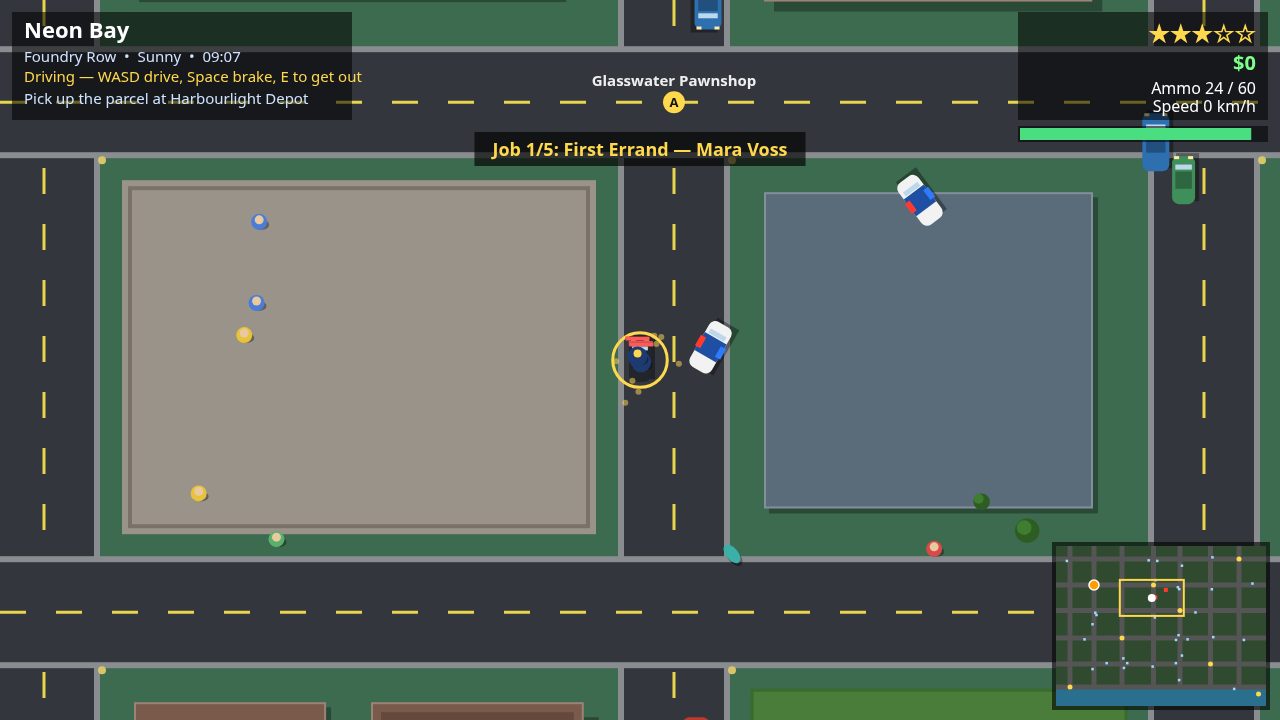 Neon Bay
Foundry Row • Sunny • 09:07
Driving — WASD drive, Space brake, E to get out
Pick up the parcel at Harbourlight Depot
Glasswater Pawnshop
A
Job 1/5: First Errand — Mara Voss
★★★☆☆
$0
Ammo 24 / 60
Speed 0 km/h